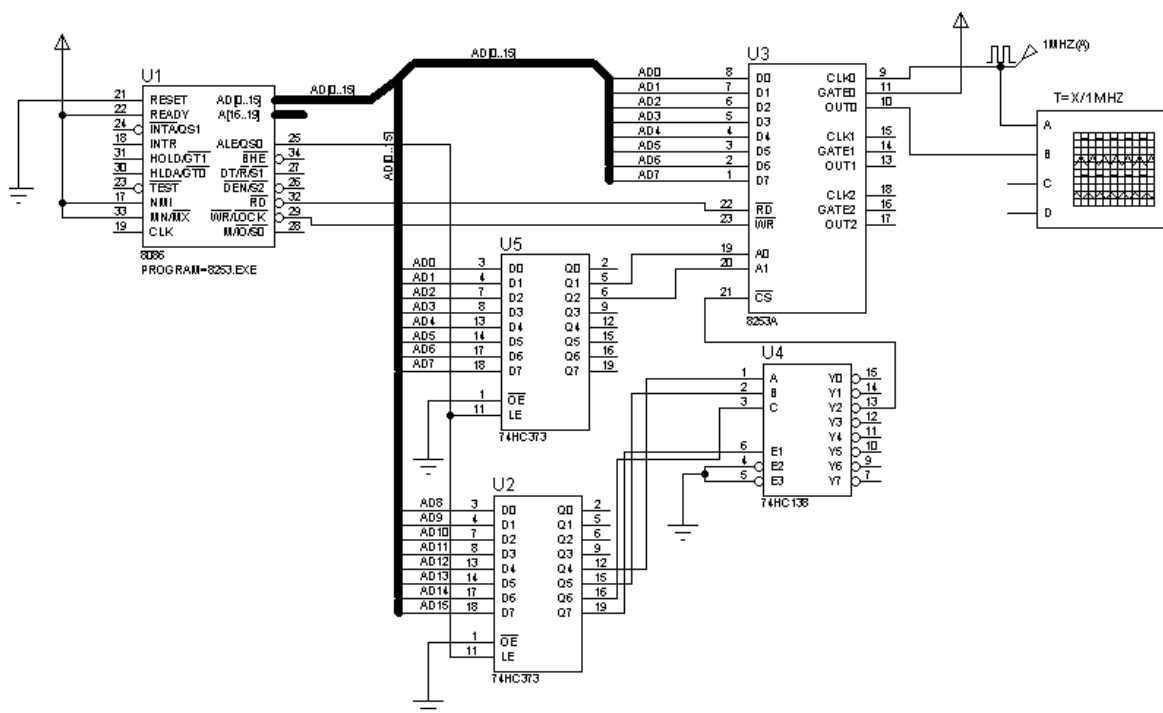 U1
21 RESET AD[0..15]
22 READY A[16..19]
24 INTA/QS1
18 INTR ALE/QS0 25
31 HOLD/GT1 BHE 34
30 HLDA/GT0 DT/R/S1 27
23 TEST DEN/S2 26
17 NMI RD 32
33 MN/MX WR/LOCK 29
19 CLK M/IO/S0 28
8086
PROGRAM=8253.EXE
AD[0..15]
AD[0..15]
AD[0..15]
U3
AD0 8 D0 CLK0 9
AD1 7 D1 GATE0 11
AD2 6 D2 OUT0 10
AD3 5 D3
AD4 4 D4 CLK1 15
AD5 3 D5 GATE1 14
AD6 2 D6 OUT1 13
AD7 1 D7
CLK2 18
22 RD GATE2 16
23 WR OUT2 17
19 A0
20 A1
21 CS
8253A
1MHZ(A)
T=X/1MHZ
A
B
C
D
U5
AD0 3 D0 Q0 2
AD1 4 D1 Q1 5
AD2 7 D2 Q2 6
AD3 8 D3 Q3 9
AD4 13 D4 Q4 12
AD5 14 D5 Q5 15
AD6 17 D6 Q6 16
AD7 18 D7 Q7 19
1 OE
11 LE
74HC373
U4
1 A Y0 15
2 B Y1 14
3 C Y2 13
Y3 12
Y4 11
6 E1 Y5 10
4 E2 Y6 9
5 E3 Y7 7
74HC138
U2
AD8 3 D0 Q0 2
AD9 4 D1 Q1 5
AD10 7 D2 Q2 6
AD11 8 D3 Q3 9
AD12 13 D4 Q4 12
AD13 14 D5 Q5 15
AD14 17 D6 Q6 16
AD15 18 D7 Q7 19
1 OE
11 LE
74HC373